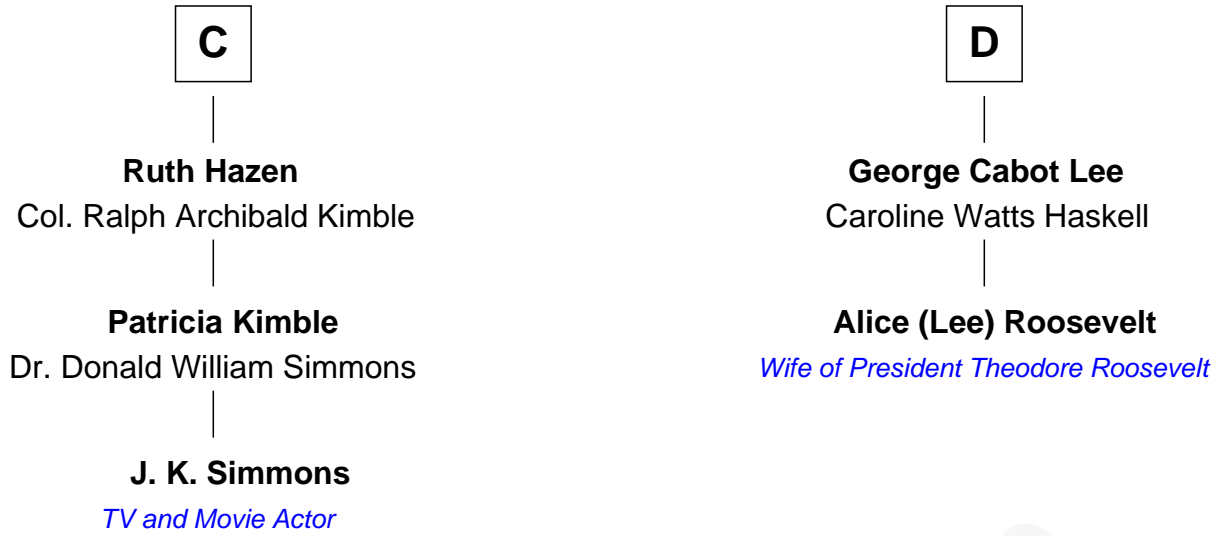 C
Ruth Hazen
Col. Ralph Archibald Kimble
Patricia Kimble
Dr. Donald William Simmons
J. K. Simmons
TV and Movie Actor
D
George Cabot Lee
Caroline Watts Haskell
Alice (Lee) Roosevelt
Wife of President Theodore Roosevelt